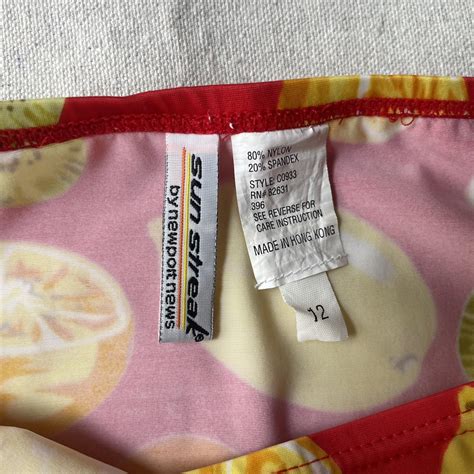 sun streak®
by newport news
80% NYLON
20% SPANDEX
STYLE: C0933
RN# 82631
396
SEE REVERSE FOR
CARE INSTRUCTION
MADE IN HONG KONG
12